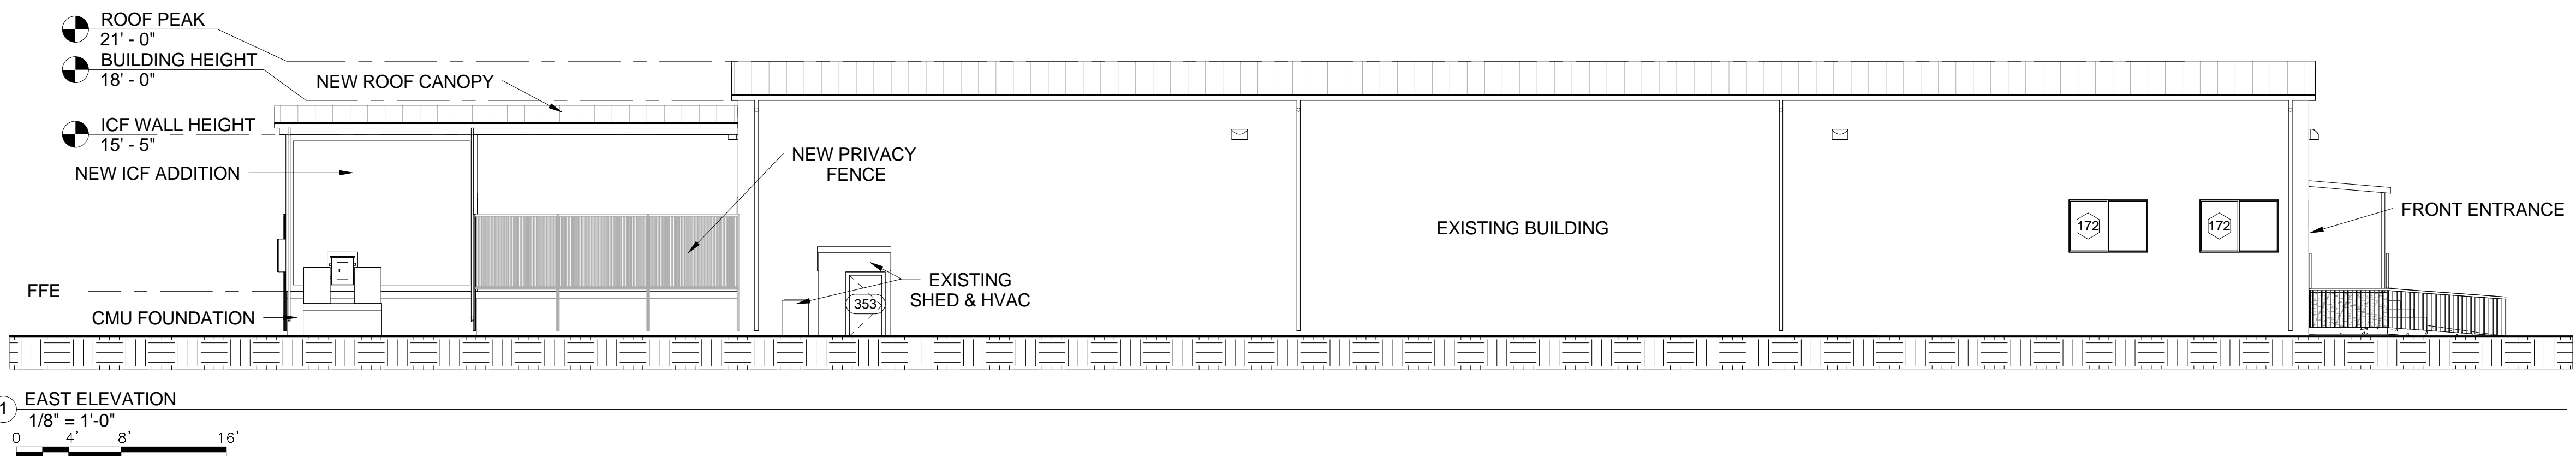 ROOF PEAK
21' - 0"
BUILDING HEIGHT
18' - 0"
NEW ROOF CANOPY
ICF WALL HEIGHT
15' - 5"
NEW ICF ADDITION
NEW PRIVACY
FENCE
EXISTING BUILDING
172
172
FRONT ENTRANCE
FFE
CMU FOUNDATION
353
EXISTING
SHED & HVAC
1
EAST ELEVATION
1/8" = 1'-0"
0 4' 8' 16'